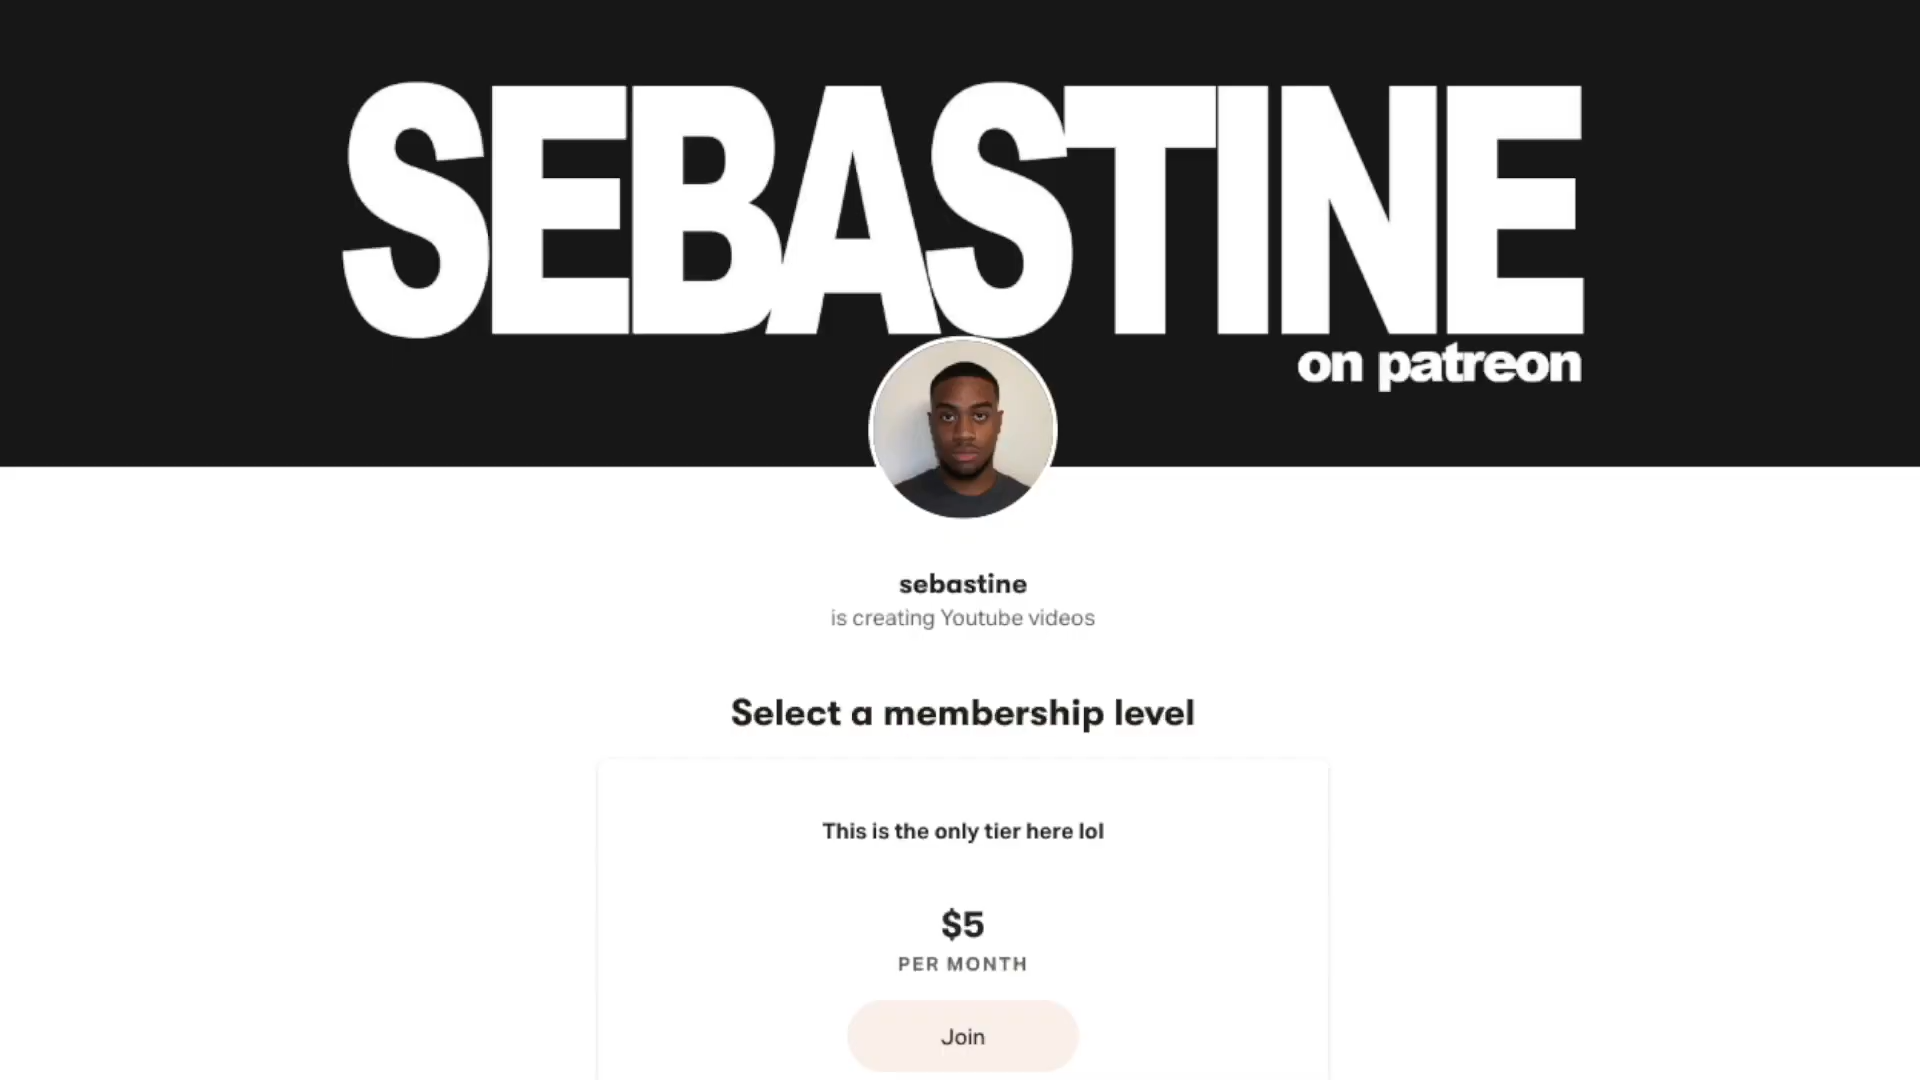 SEBASTINE
on patreon
sebastine
is creating Youtube videos
Select a membership level
This is the only tier here lol
$5
PER MONTH
Join